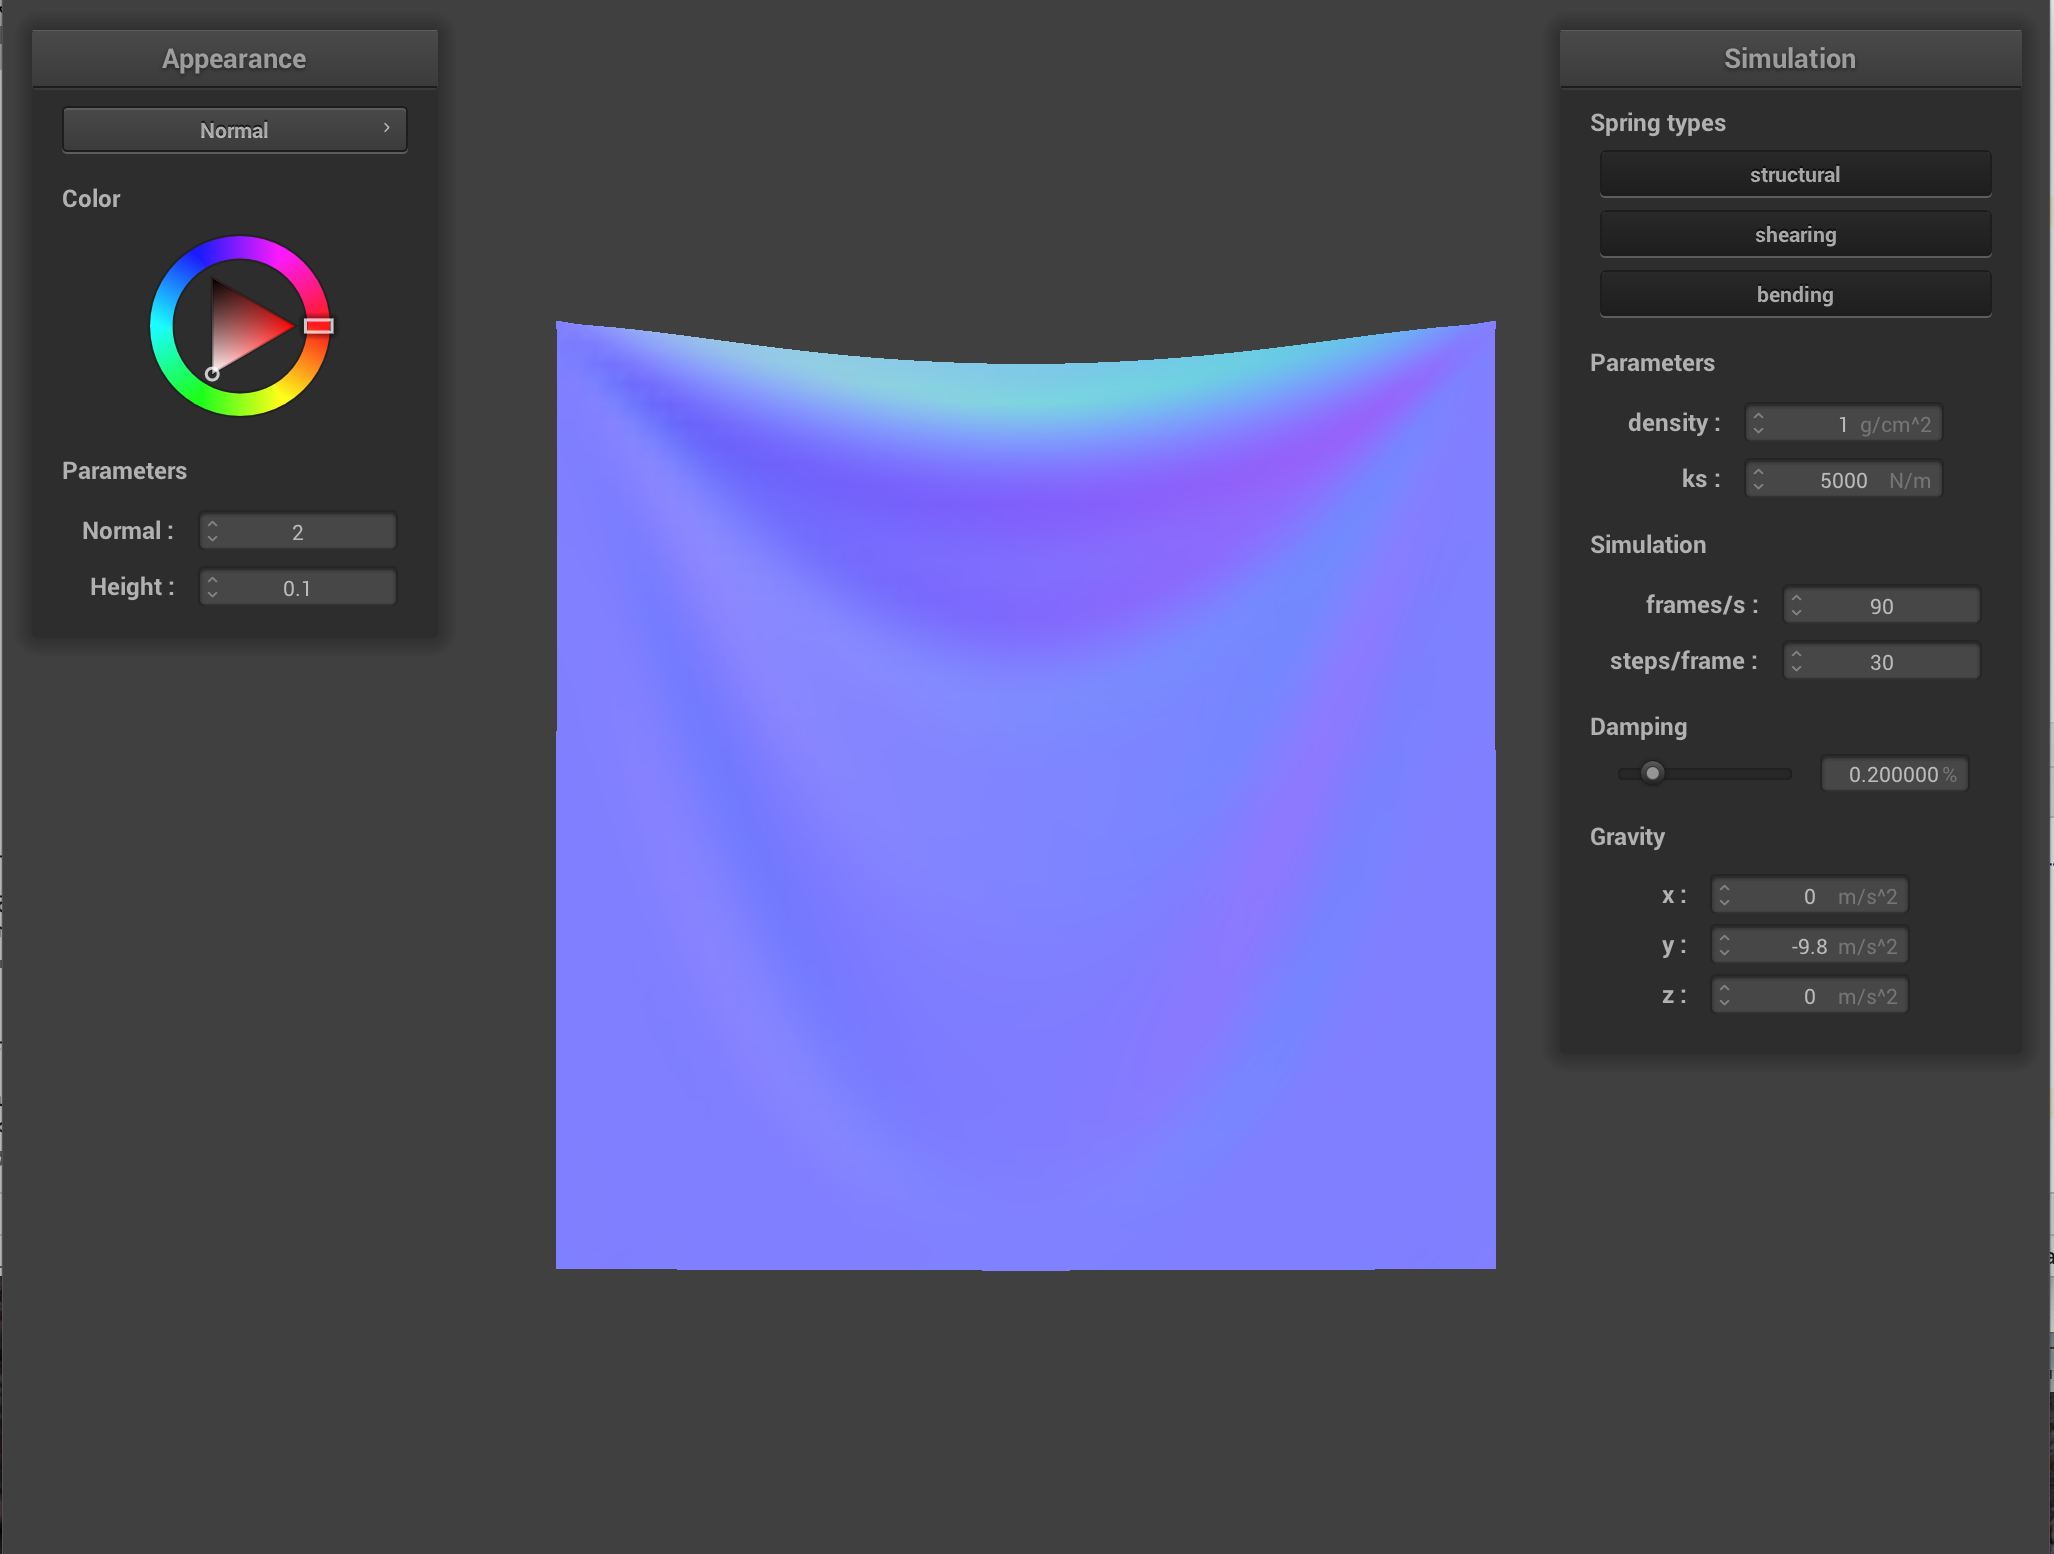 Appearance
Normal
Color
Parameters
Normal : 2
Height : 0.1
Simulation
Spring types
structural
shearing
bending
Parameters
density : 1 g/cm^2
ks : 5000 N/m
Simulation
frames/s : 90
steps/frame : 30
Damping
0.200000 %
Gravity
x : 0 m/s^2
y : -9.8 m/s^2
z : 0 m/s^2